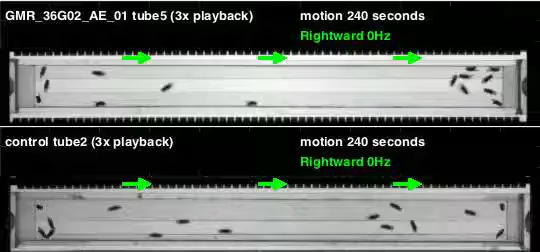 GMR_36G02_AE_01 tube5 (3x playback) motion 240 seconds
Rightward 0Hz
control tube2 (3x playback) motion 240 seconds
Rightward 0Hz